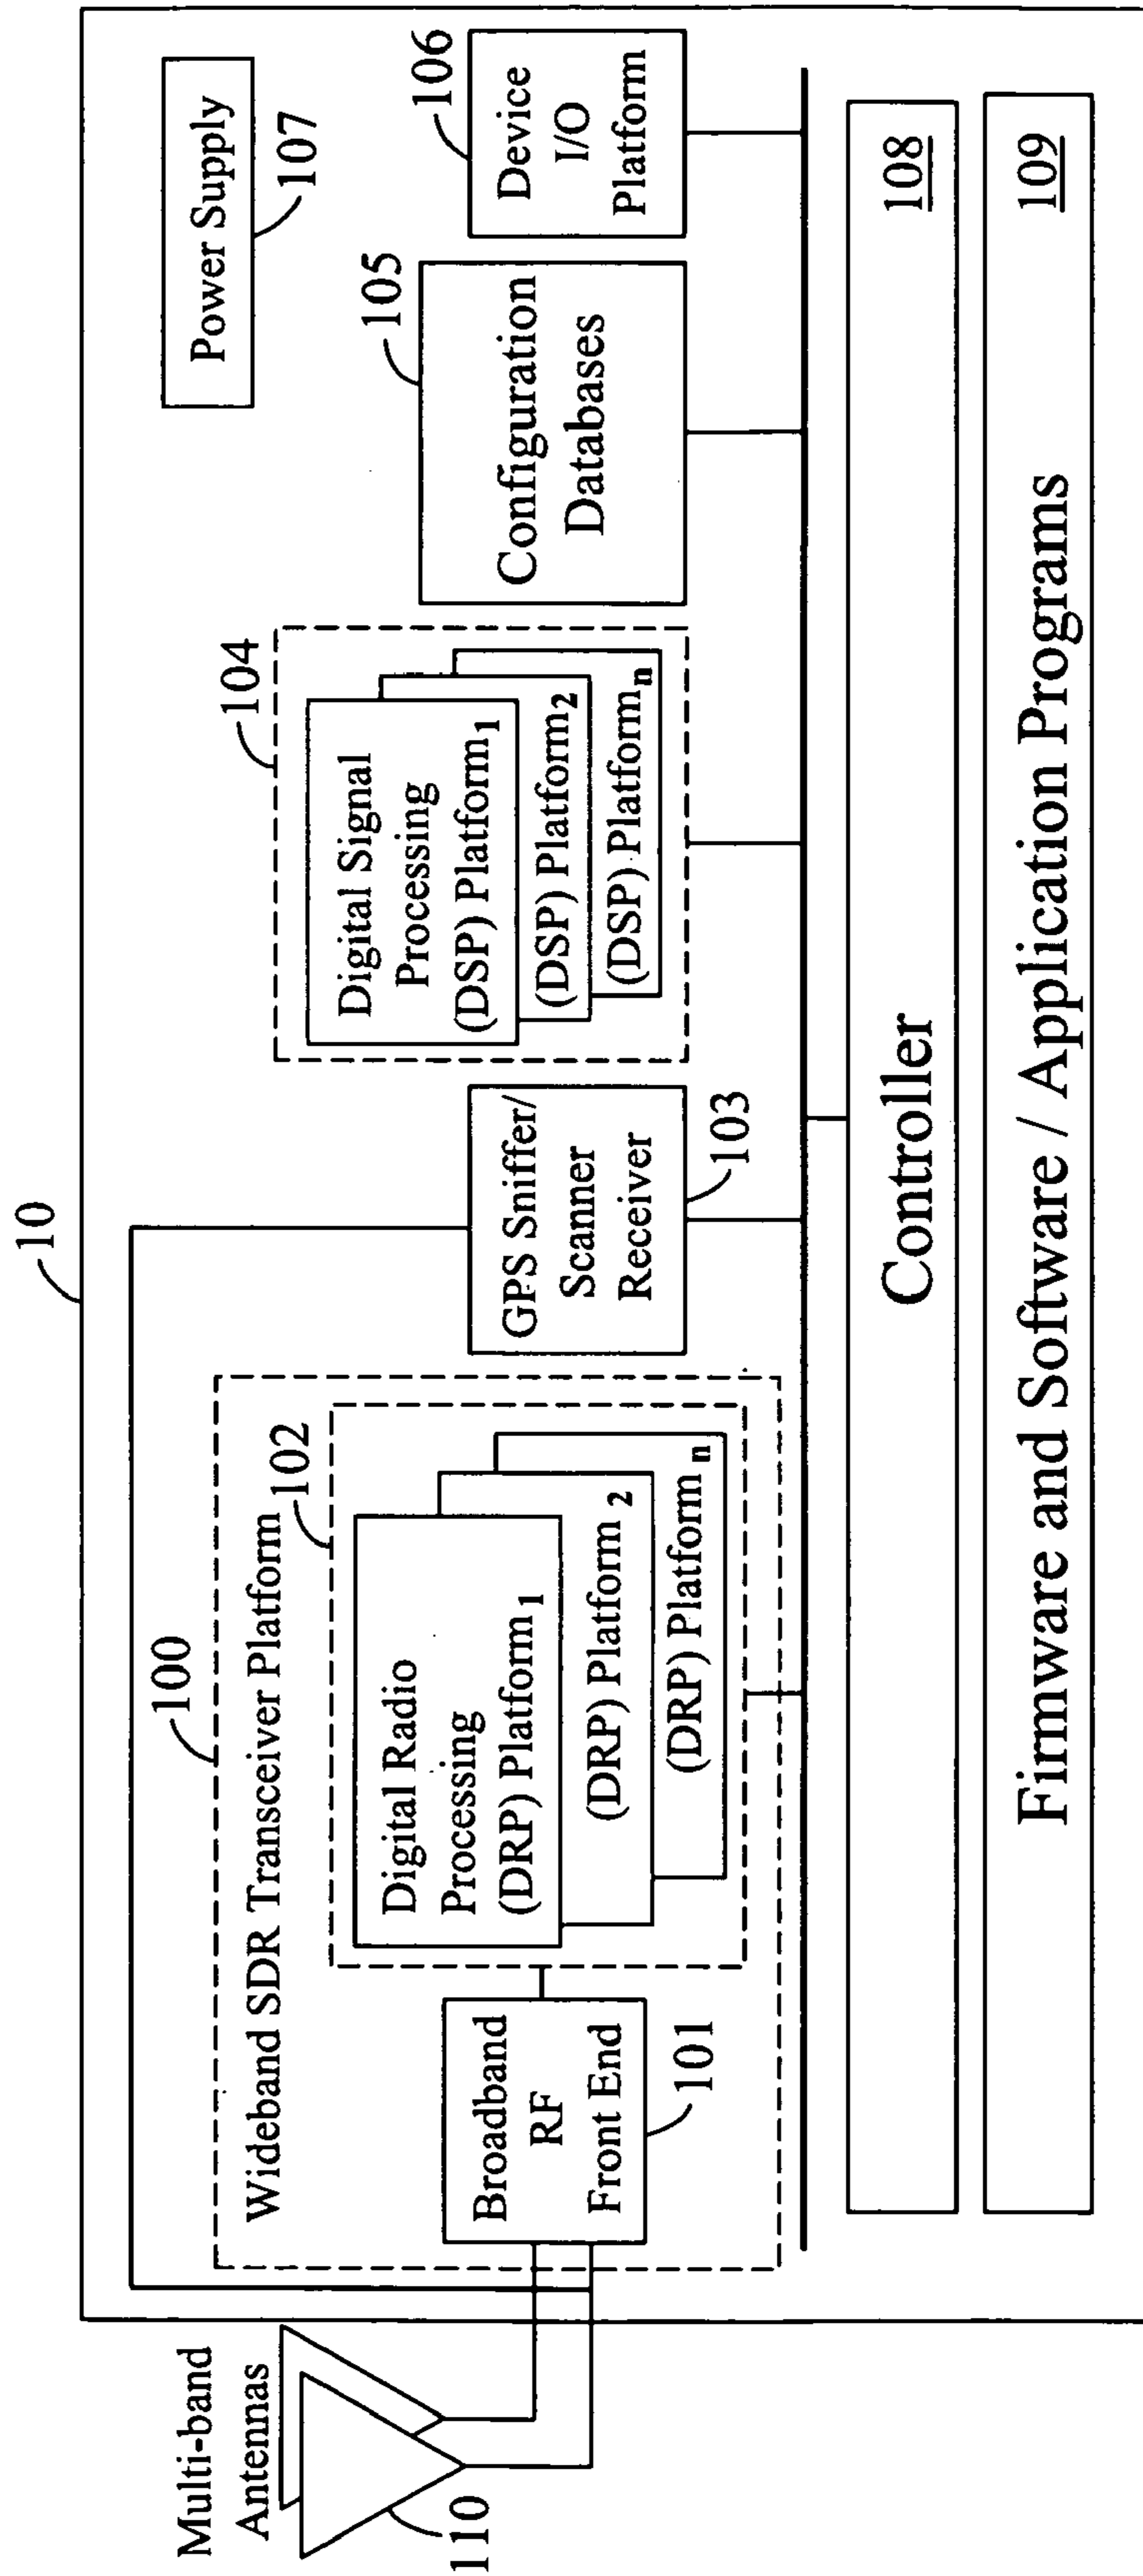 10
Multi-band
Antennas
110
100
Wideband SDR Transceiver Platform
Broadband
RF
Front End
101
102
Digital Radio
Processing
(DRP) Platform1
(DRP) Platform 2
(DRP) Platform n
GPS Sniffer/
Scanner
Receiver
103
104
Digital Signal
Processing
(DSP) Platform1
(DSP) Platform2
(DSP) Platformn
105
Configuration
Databases
Power Supply
107
106
Device
I/O
Platform
Controller
108
Firmware and Software / Application Programs
109